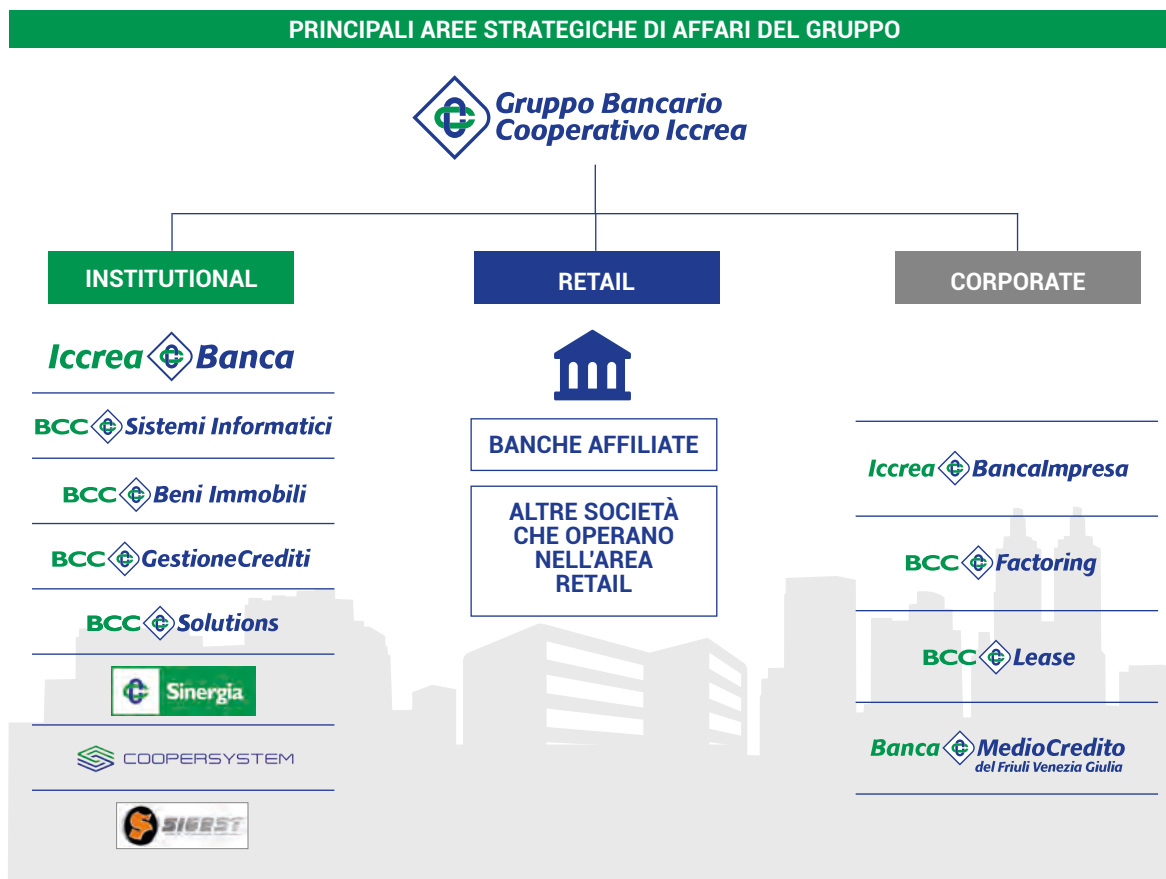 PRINCIPALI AREE STRATEGICHE DI AFFARI DEL GRUPPO
Gruppo Bancario
Cooperativo Iccrea
INSTITUTIONAL
Iccrea Banca
BCC Sistemi Informatici
BCC Beni Immobili
BCC GestioneCrediti
BCC Solutions
Sinergia
COOPERSYSTEM
SIGEST
RETAIL
BANCHE AFFILIATE
ALTRE SOCIETÀ
CHE OPERANO
NELL'AREA
RETAIL
CORPORATE
Iccrea BancaImpresa
BCC Factoring
BCC Lease
Banca MedioCredito
del Friuli Venezia Giulia